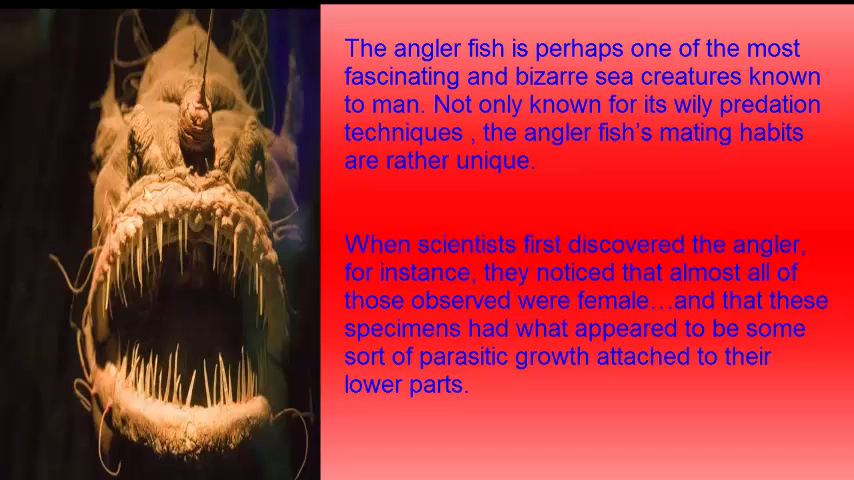 The angler fish is perhaps one of the most
fascinating and bizarre sea creatures known
to man. Not only known for its wily predation
techniques , the angler fish’s mating habits
are rather unique.
When scientists first discovered the angler,
for instance, they noticed that almost all of
those observed were female…and that these
specimens had what appeared to be some
sort of parasitic growth attached to their
lower parts.